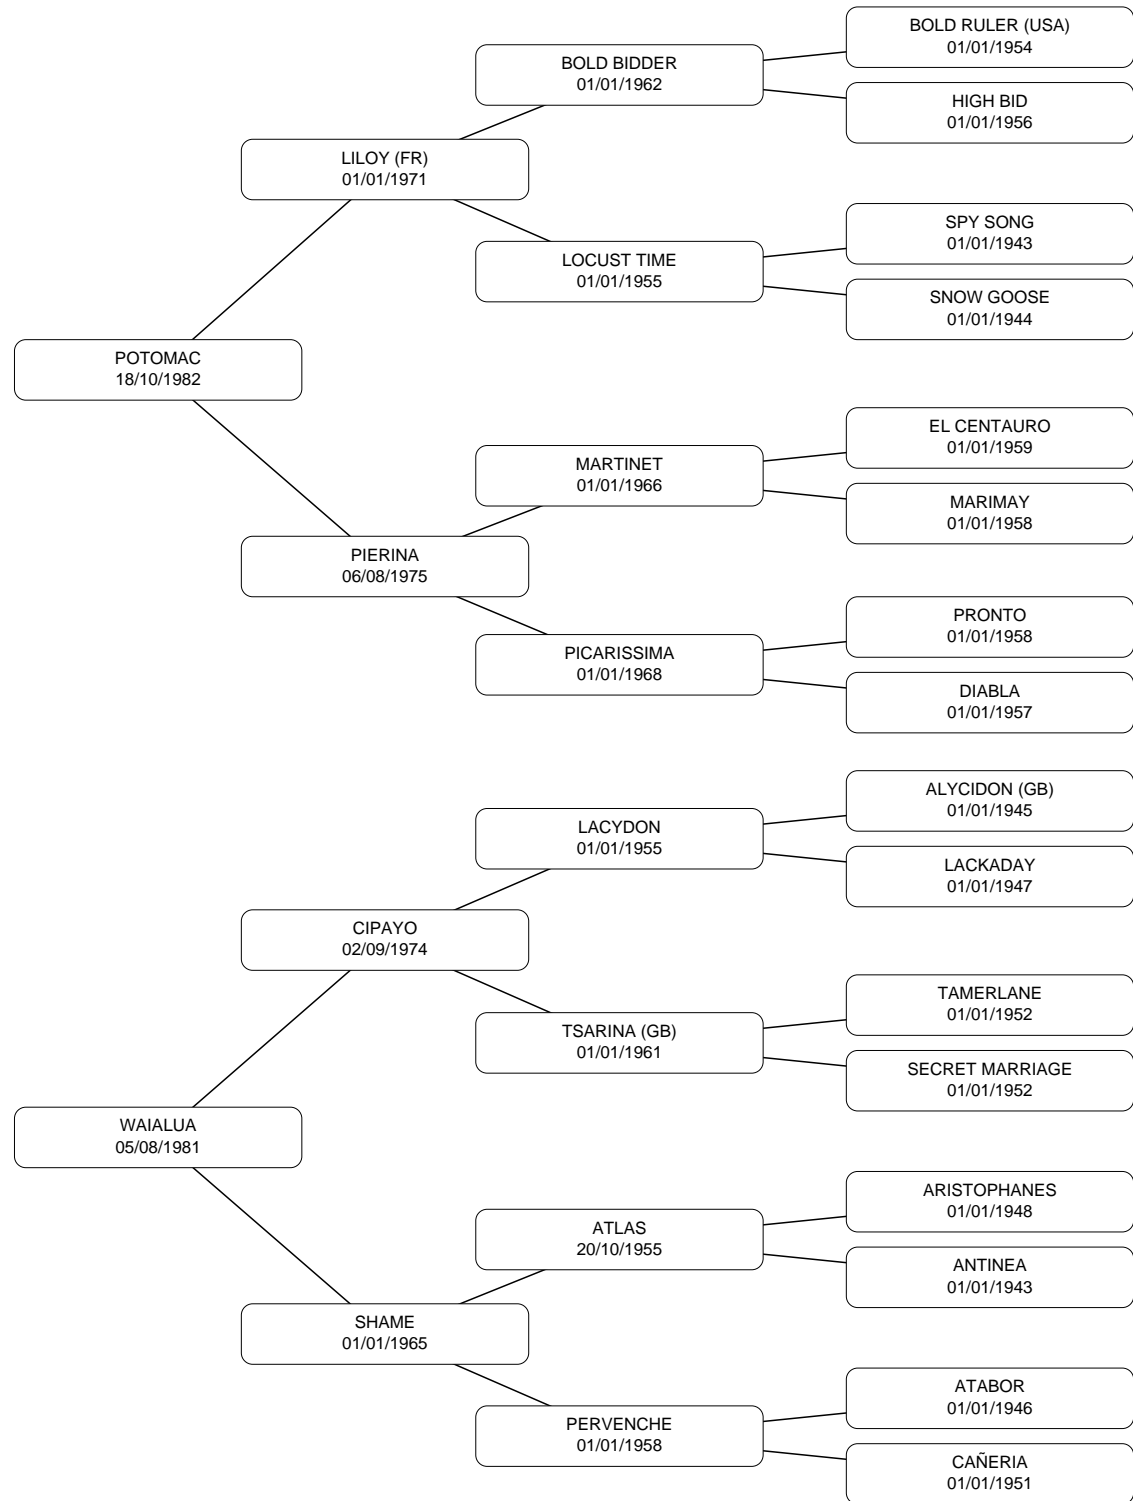 BOLD RULER (USA)
01/01/1954
BOLD BIDDER
01/01/1962
HIGH BID
01/01/1956
LILOY (FR)
01/01/1971
SPY SONG
01/01/1943
LOCUST TIME
01/01/1955
SNOW GOOSE
01/01/1944
POTOMAC
18/10/1982
EL CENTAURO
01/01/1959
MARTINET
01/01/1966
MARIMAY
01/01/1958
PIERINA
06/08/1975
PRONTO
01/01/1958
PICARISSIMA
01/01/1968
DIABLA
01/01/1957
ALYCIDON (GB)
01/01/1945
LACYDON
01/01/1955
LACKADAY
01/01/1947
CIPAYO
02/09/1974
TAMERLANE
01/01/1952
TSARINA (GB)
01/01/1961
SECRET MARRIAGE
01/01/1952
WAIALUA
05/08/1981
ARISTOPHANES
01/01/1948
ATLAS
20/10/1955
ANTINEA
01/01/1943
SHAME
01/01/1965
ATABOR
01/01/1946
PERVENCHE
01/01/1958
CAÑERIA
01/01/1951